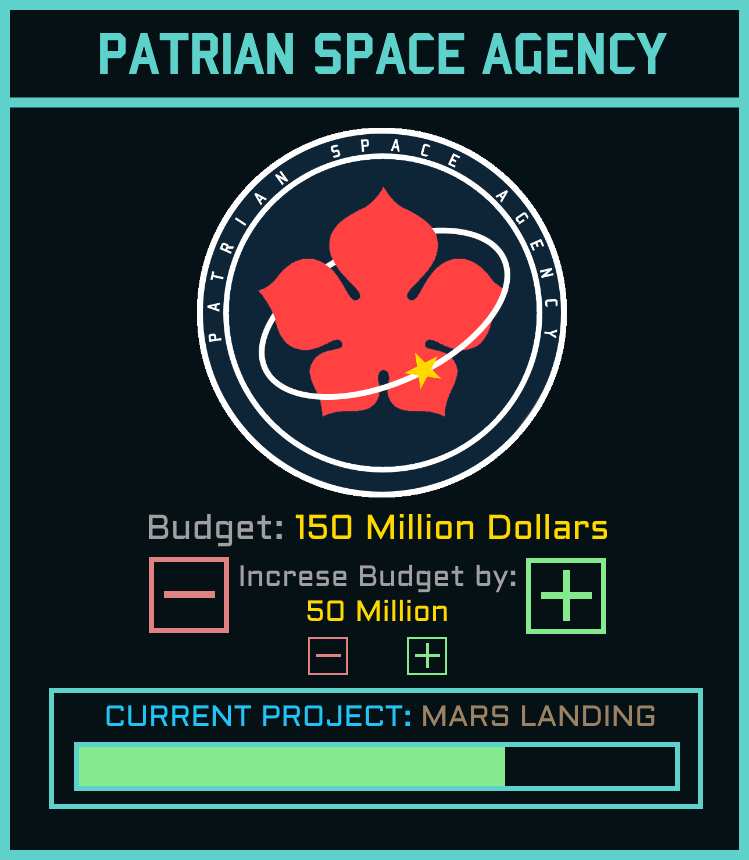 PATRIAN SPACE AGENCY
PATRIAN SPACE AGENCY
Budget: 150 Million Dollars
Increse Budget by:
50 Million
CURRENT PROJECT: MARS LANDING